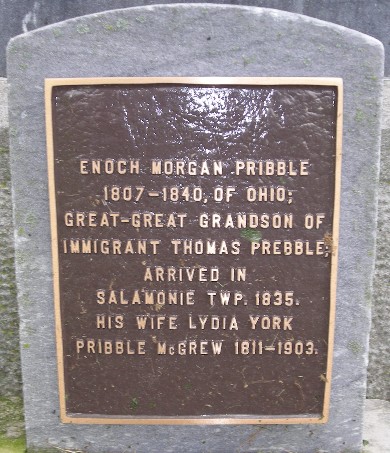 ENOCH MORGAN PRIBBLE
1807-1840, OF OHIO;
GREAT-GREAT GRANDSON OF
IMMIGRANT THOMAS PREBBLE;
ARRIVED IN
SALAMONIE TWP. 1835.
HIS WIFE LYDIA YORK
PRIBBLE McGREW 1811-1903.